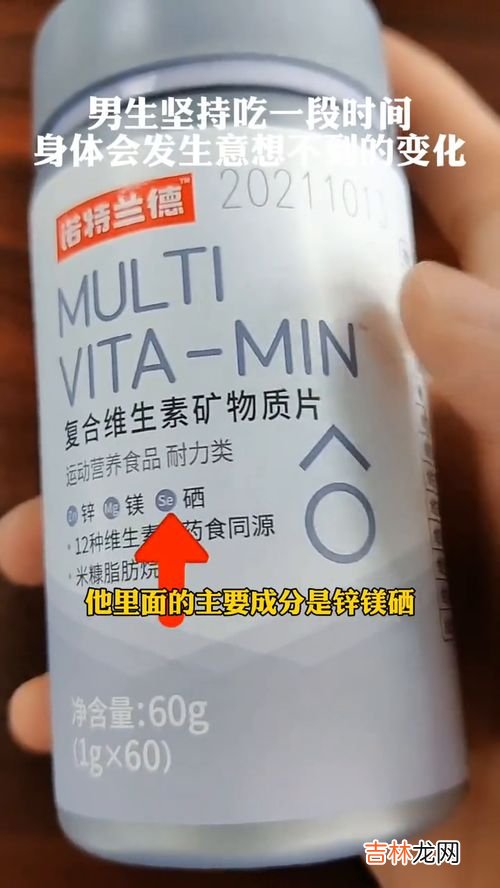 男生坚持吃一段时间
身体会发生意想不到的变化
诺特兰德
MULTI
VITA-MIN
复合维生素矿物质片
运动营养食品 耐力类
Zn 锌 Mg 镁 Se 硒
·12种维生素 药食同源
·米糠脂肪烷
他里面的主要成分是锌镁硒
净含量:60g
(1g×60)
吉林龙网